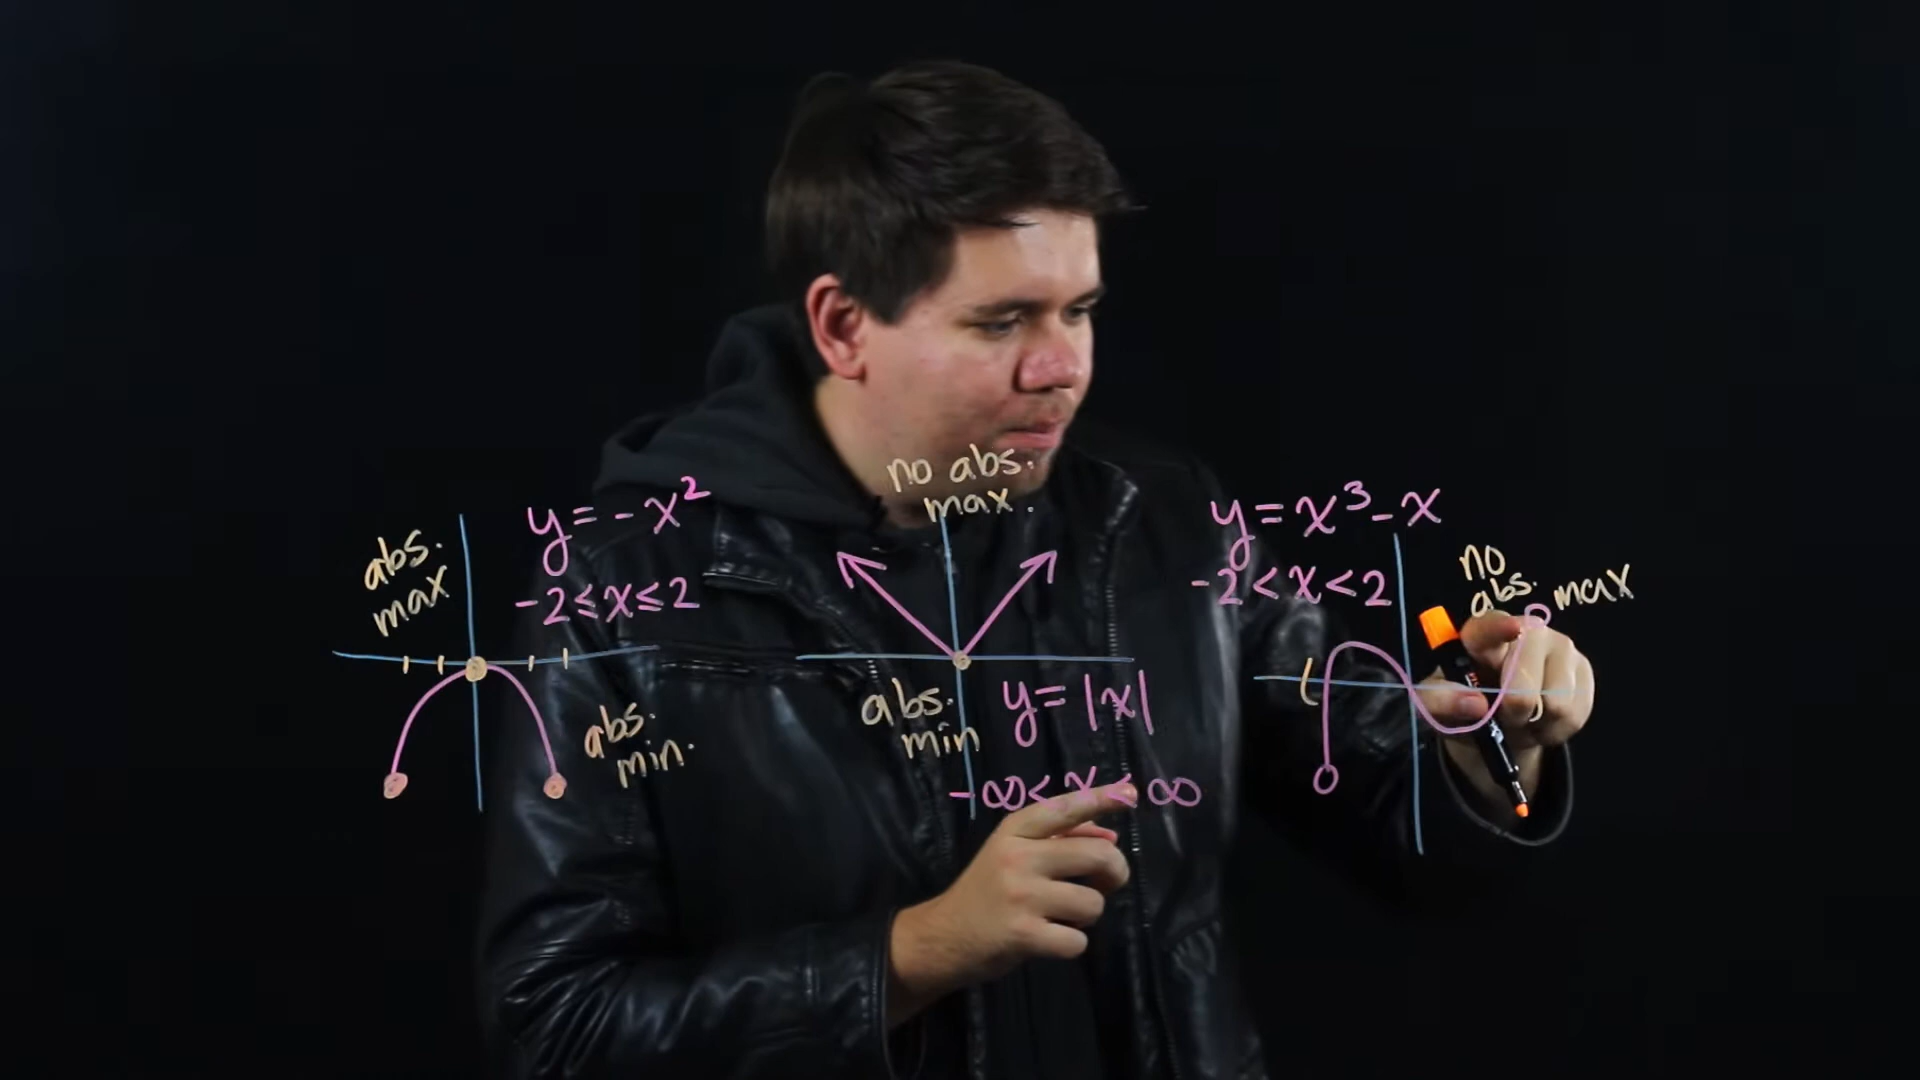 abs.
max
y = -x²
-2 ≤ x ≤ 2
abs.
min.
no abs.
max.
abs.
min
y = |x|
-∞ < x < ∞
y = x³ - x
-2 < x < 2
no
abs.
max